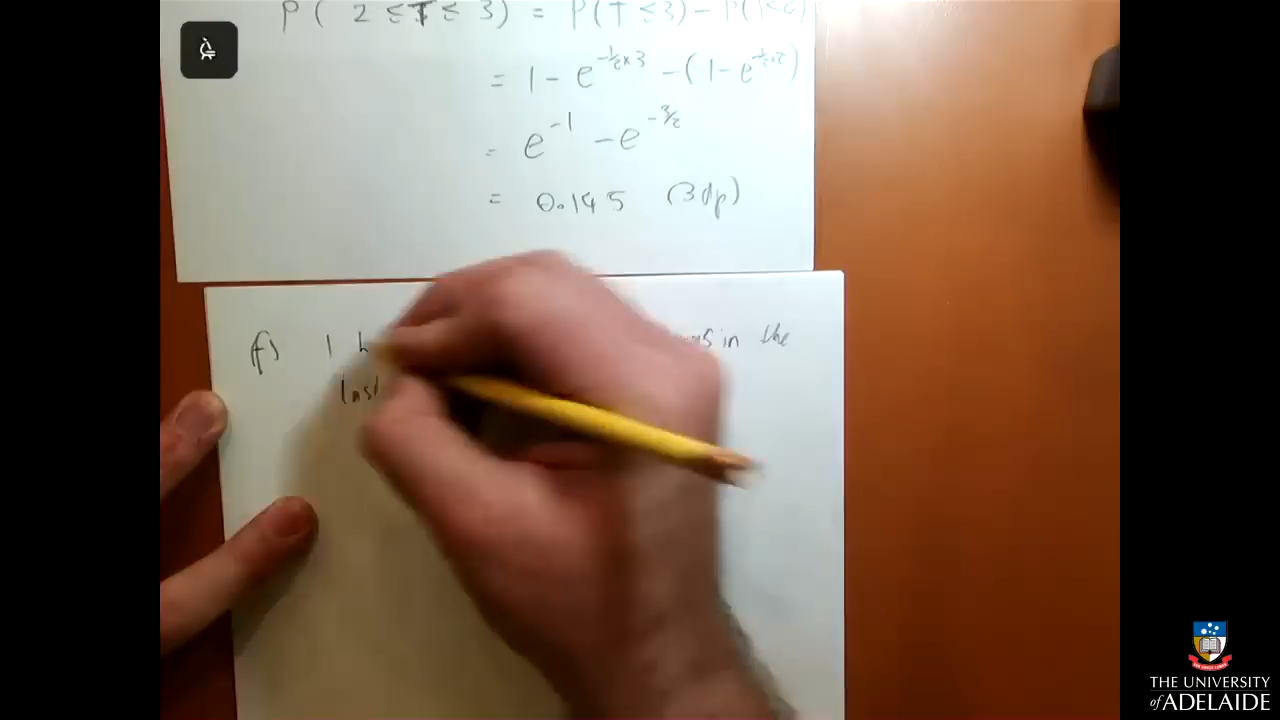 P( 2 ≤ T ≤ 3) = P(T ≤ 3) - P(T ≤ 2)
= 1 - e^{-½×3} - (1 - e^{-½×2})
= e^{-1} - e^{-3/2}
= 0.145 (3dp)
(f) 1 in the
last
THE UNIVERSITY
of ADELAIDE